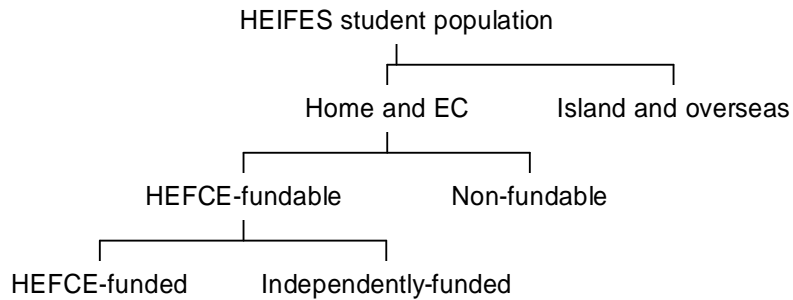 HEIFES student population
Home and EC
Island and overseas
HEFCE-fundable
Non-fundable
HEFCE-funded
Independently-funded